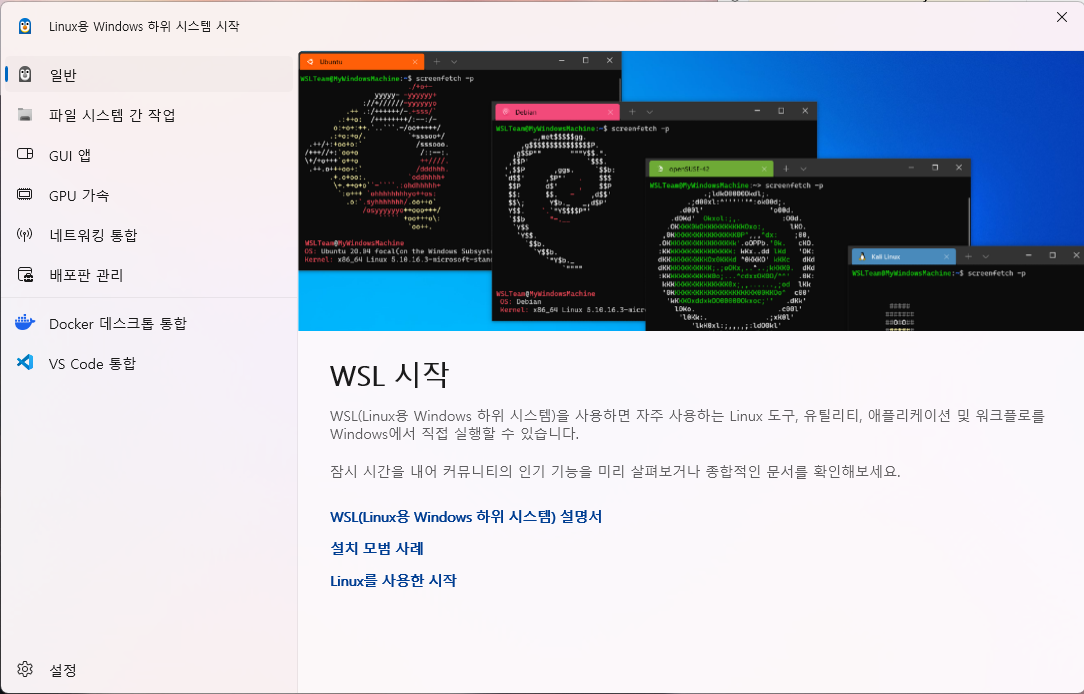 Linux용 Windows 하위 시스템 시작
일반
파일 시스템 간 작업
GUI 앱
GPU 가속
네트워킹 통합
배포판 관리
Docker 데스크톱 통합
VS Code 통합
설정
Ubuntu
WSLTeam@MyWindowsMachine:~$ screenfetch -p
WSLTeam@MyWindowsMachine
OS: Ubuntu 20.04 focal(on the Windows Subsyste
Kernel: x86_64 Linux 5.10.16.3-microsoft-stan
Debian
WSLTeam@MyWindowsMachine:~$ screenfetch -p
WSLTeam@MyWindowsMachine
OS: Debian
Kernel: x86_64 Linux 5.10.16.3-micr
openSUSE-42
WSLTeam@MyWindowsMachine:~> screenfetch -p
Kali Linux
WSLTeam@MyWindowsMachine:~$ screenfetch -p
WSL 시작
WSL(Linux용 Windows 하위 시스템)을 사용하면 자주 사용하는 Linux 도구, 유틸리티, 애플리케이션 및 워크플로를
Windows에서 직접 실행할 수 있습니다.
잠시 시간을 내어 커뮤니티의 인기 기능을 미리 살펴보거나 종합적인 문서를 확인해보세요.
WSL(Linux용 Windows 하위 시스템) 설명서
설치 모범 사례
Linux를 사용한 시작